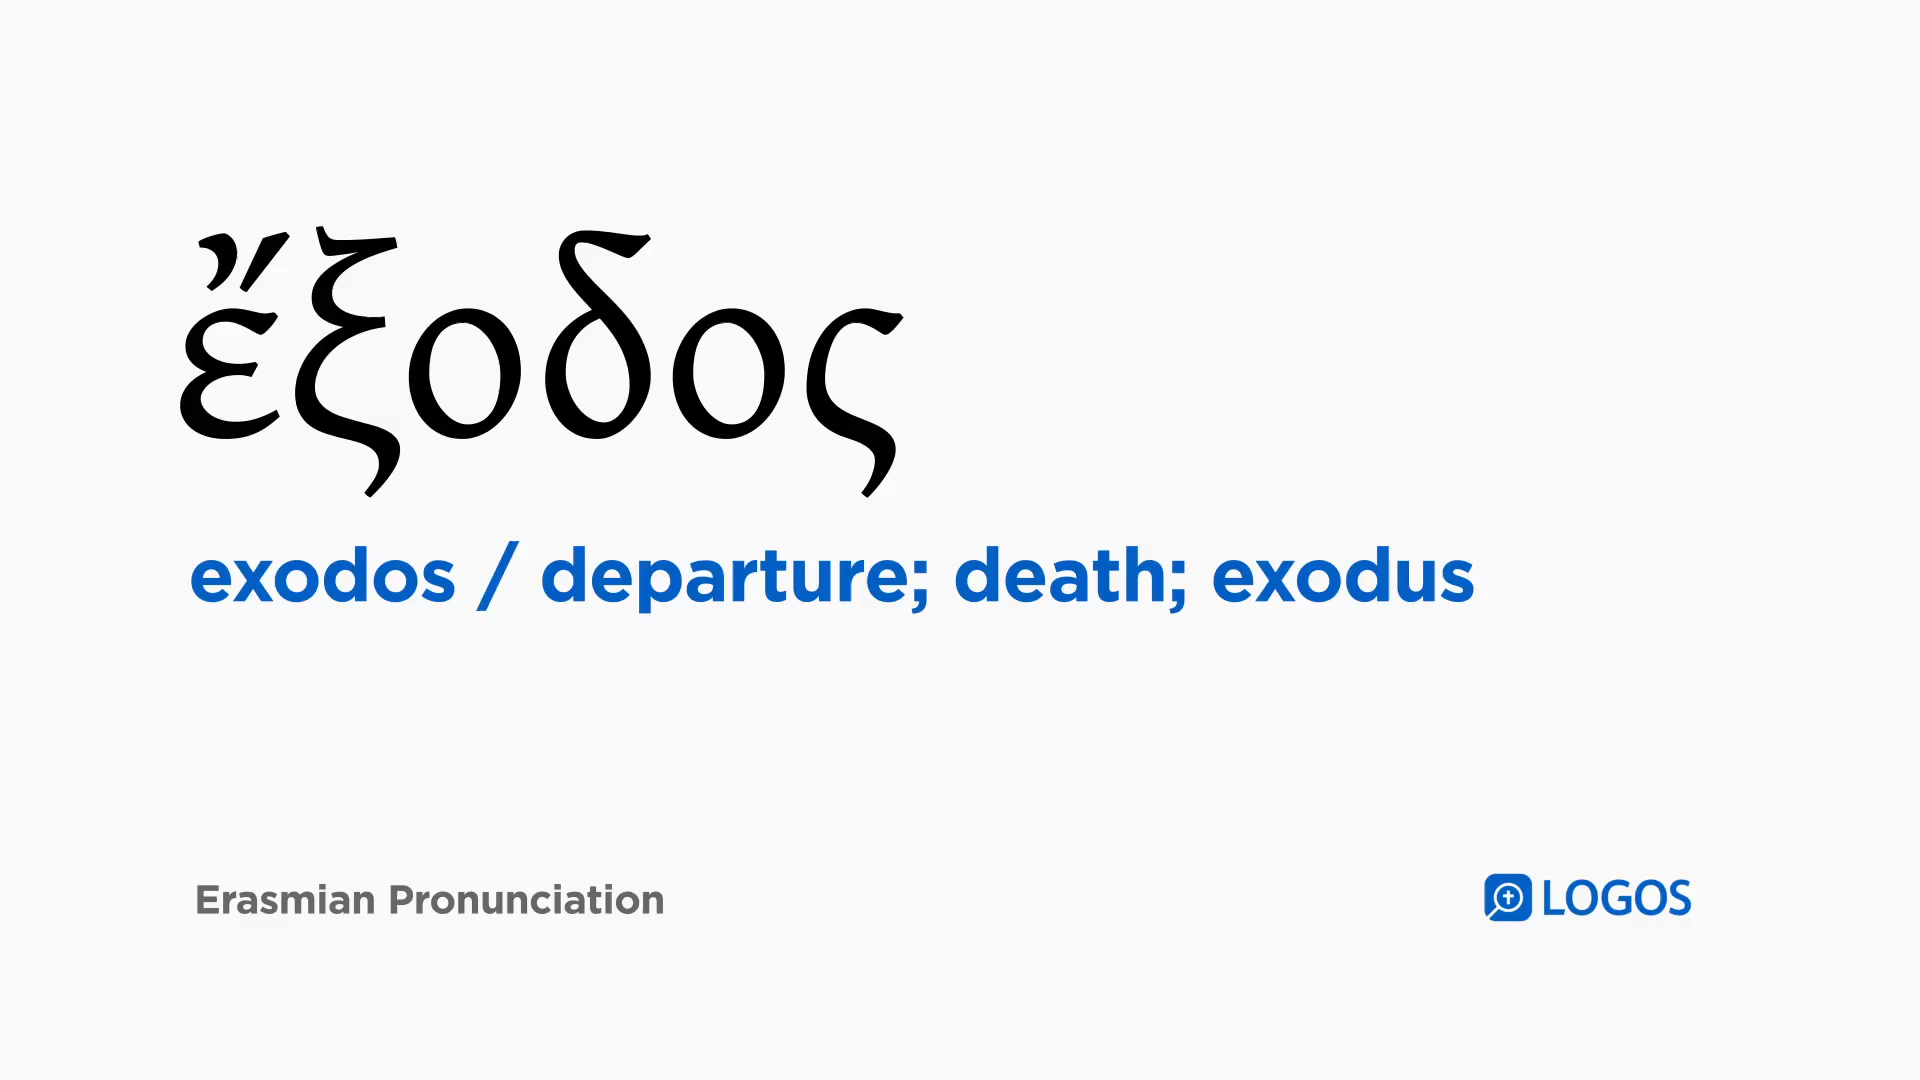 ἔξοδος
exodos / departure; death; exodus
Erasmian Pronunciation
LOGOS